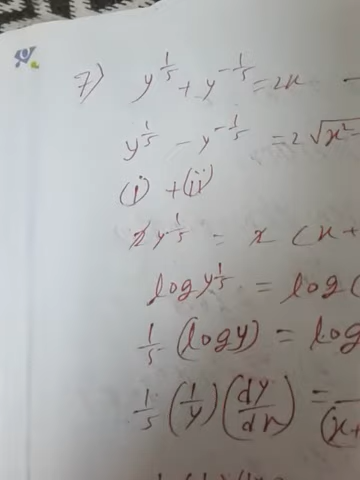 7) y^{1/5} + y^{-1/5} = 2x —
y^{1/5} - y^{-1/5} = 2√x² -
(i) + (ii)
2y^{1/5} = 2 (x +
log y^{1/5} = log (
1/5 (log y) = log
1/5 (1/y) (dy/dx) = (x+